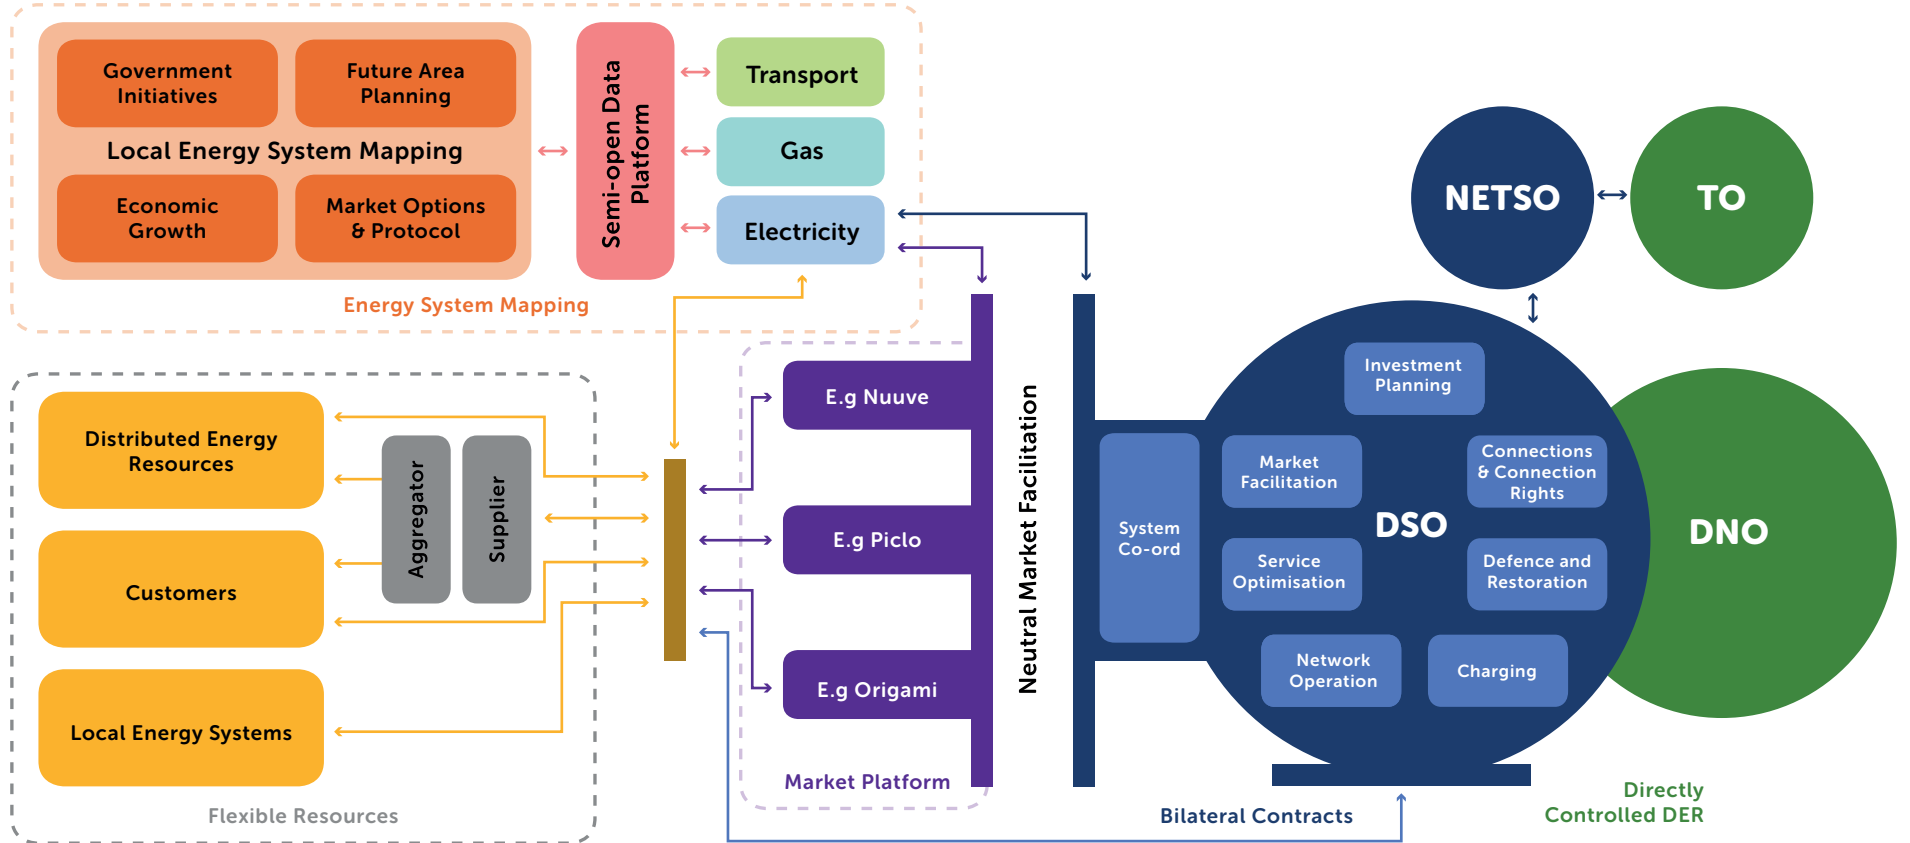 Government
Initiatives
Future Area
Planning
Local Energy System Mapping
Economic
Growth
Market Options
& Protocol
Semi-open Data
Platform
Transport
Gas
Electricity
Energy System Mapping
NETSO
TO
Distributed Energy
Resources
Customers
Local Energy Systems
Aggregator
Supplier
Flexible Resources
E.g Nuuve
E.g Piclo
E.g Origami
Market Platform
Neutral Market Facilitation
System
Co-ord
Investment
Planning
Market
Facilitation
Connections
& Connection
Rights
DSO
Service
Optimisation
Defence and
Restoration
Network
Operation
Charging
DNO
Bilateral Contracts
Directly
Controlled DER